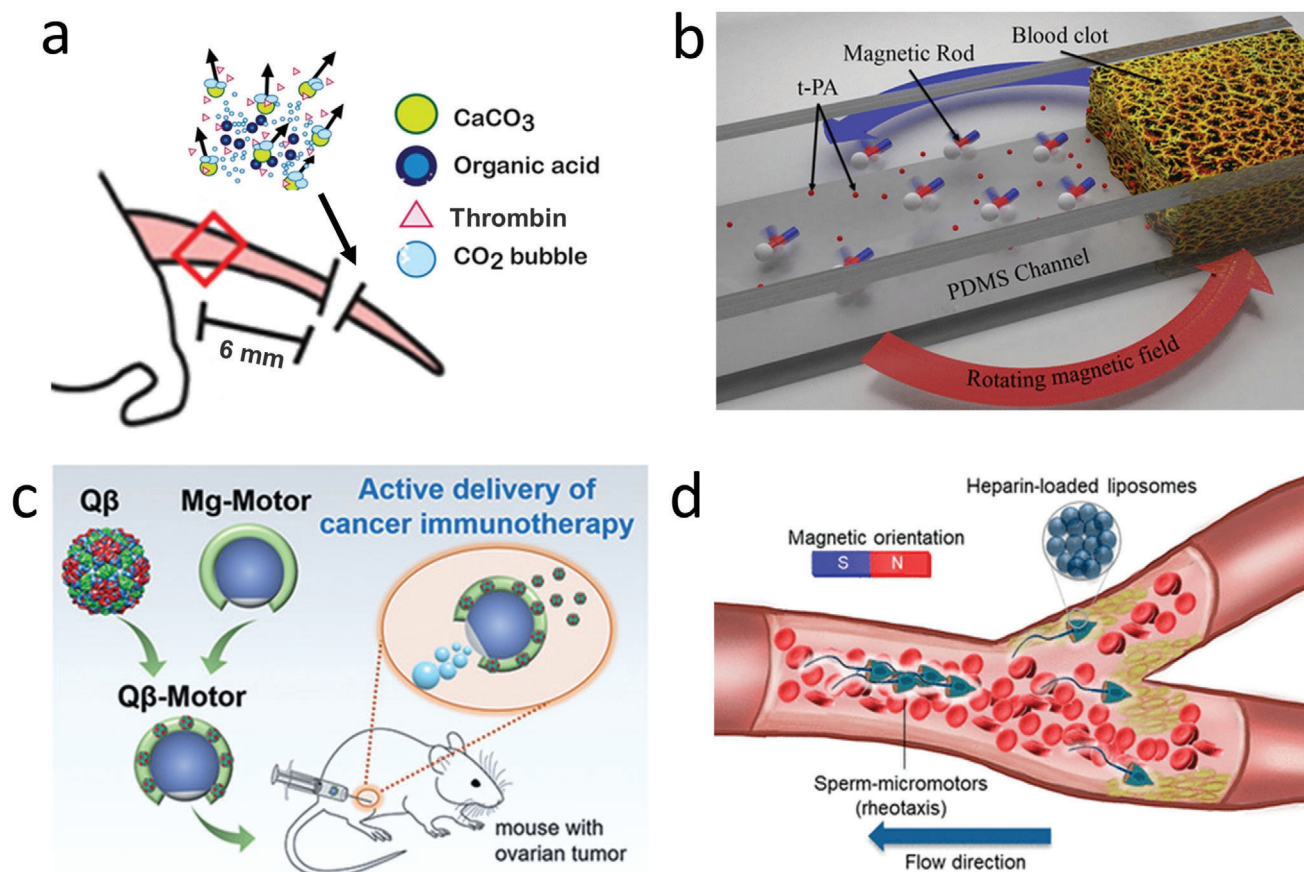 a
CaCO3
Organic acid
Thrombin
CO2 bubble
6 mm
b
Blood clot
Magnetic Rod
t-PA
PDMS Channel
Rotating magnetic field
c
Qβ
Mg-Motor
Active delivery of
cancer immunotherapy
Qβ-Motor
mouse with
ovarian tumor
d
Heparin-loaded liposomes
Magnetic orientation
S N
Sperm-micromotors
(rheotaxis)
Flow direction